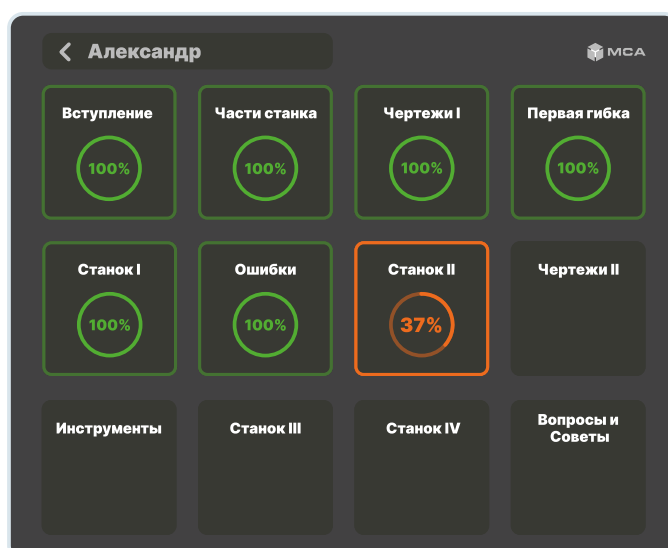 Александр
MCA
Вступление
Части станка
Чертежи I
Первая гибка
100%
100%
100%
100%
Станок I
Ошибки
Станок II
Чертежи II
100%
100%
37%
Инструменты
Станок III
Станок IV
Вопросы и
Советы